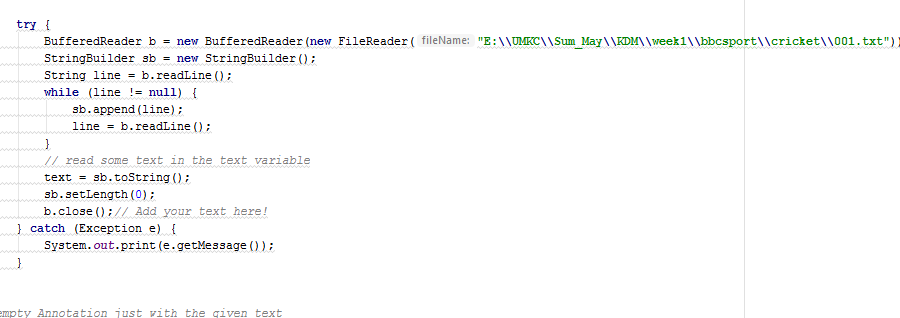 try {
BufferedReader b = new BufferedReader(new FileReader( fileName: "E:\\UMKC\\Sum_May\\KDM\\week1\\bbcsport\\cricket\\001.txt"))
StringBuilder sb = new StringBuilder();
String line = b.readLine();
while (line != null) {
sb.append(line);
line = b.readLine();
}
// read some text in the text variable
text = sb.toString();
sb.setLength(0);
b.close();// Add your text here!
} catch (Exception e) {
System.out.print(e.getMessage());
}
empty Annotation just with the given text